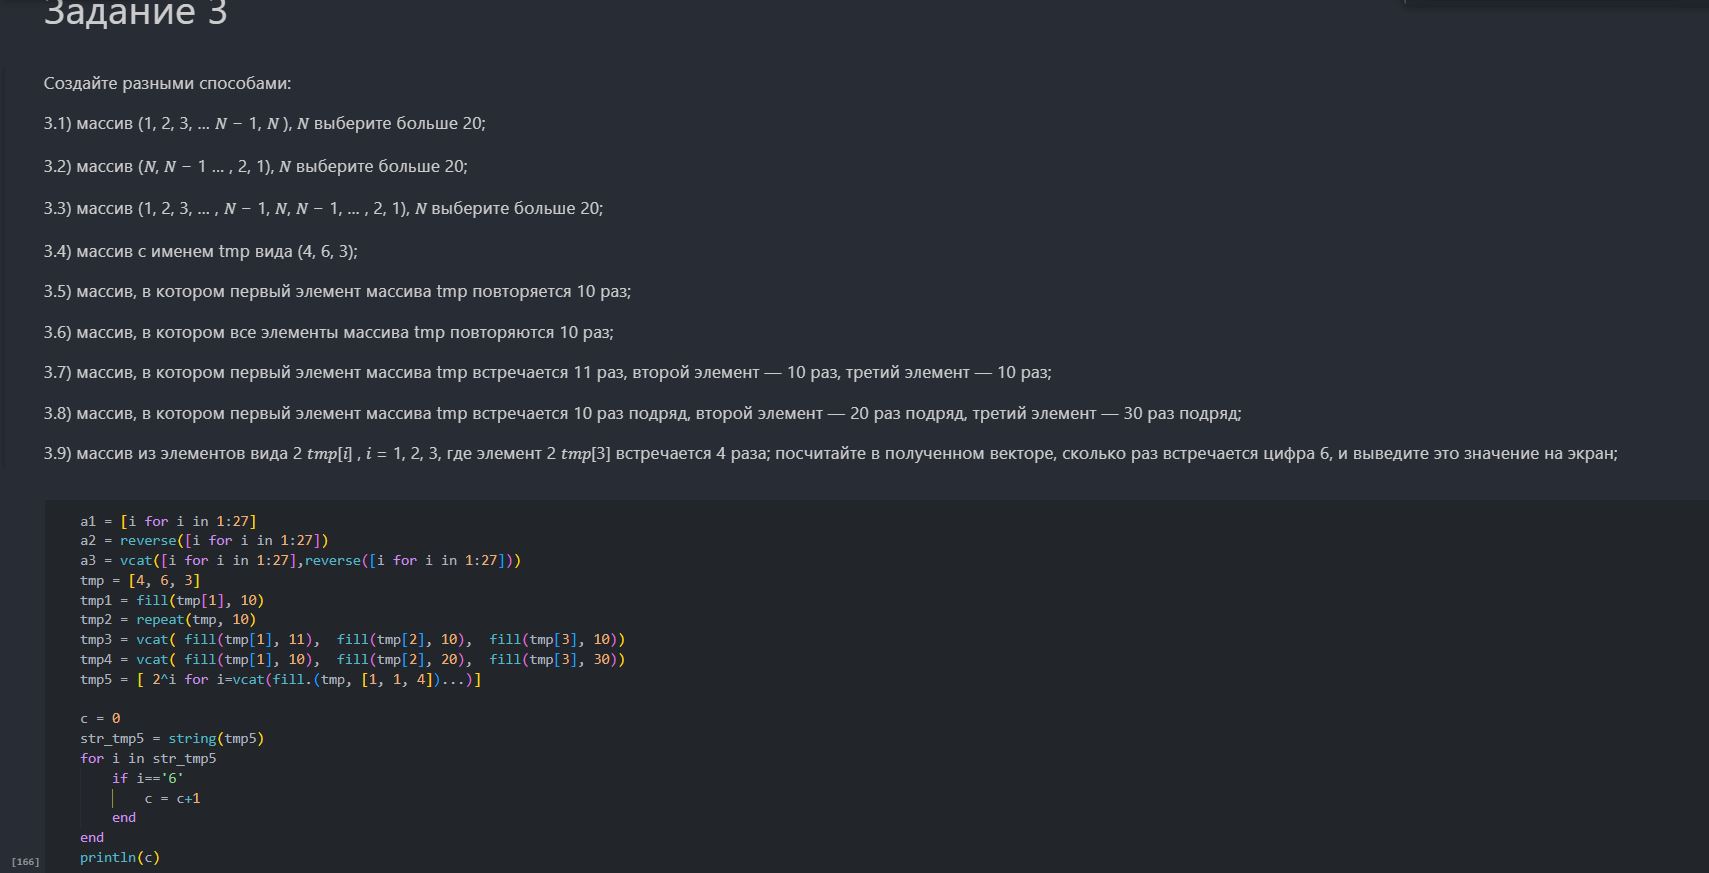 Задание 3
Создайте разными способами:
3.1) массив (1, 2, 3, ... N − 1, N ), N выберите больше 20;
3.2) массив (N, N − 1 ... , 2, 1), N выберите больше 20;
3.3) массив (1, 2, 3, ... , N − 1, N, N − 1, ... , 2, 1), N выберите больше 20;
3.4) массив с именем tmp вида (4, 6, 3);
3.5) массив, в котором первый элемент массива tmp повторяется 10 раз;
3.6) массив, в котором все элементы массива tmp повторяются 10 раз;
3.7) массив, в котором первый элемент массива tmp встречается 11 раз, второй элемент — 10 раз, третий элемент — 10 раз;
3.8) массив, в котором первый элемент массива tmp встречается 10 раз подряд, второй элемент — 20 раз подряд, третий элемент — 30 раз подряд;
3.9) массив из элементов вида 2 tmp[i] , i = 1, 2, 3, где элемент 2 tmp[3] встречается 4 раза; посчитайте в полученном векторе, сколько раз встречается цифра 6, и выведите это значение на экран;
a1 = [i for i in 1:27]
a2 = reverse([i for i in 1:27])
a3 = vcat([i for i in 1:27],reverse([i for i in 1:27]))
tmp = [4, 6, 3]
tmp1 = fill(tmp[1], 10)
tmp2 = repeat(tmp, 10)
tmp3 = vcat( fill(tmp[1], 11),  fill(tmp[2], 10),  fill(tmp[3], 10))
tmp4 = vcat( fill(tmp[1], 10),  fill(tmp[2], 20),  fill(tmp[3], 30))
tmp5 = [ 2^i for i=vcat(fill.(tmp, [1, 1, 4])...)]
c = 0
str_tmp5 = string(tmp5)
for i in str_tmp5
if i=='6'
c = c+1
end
end
println(c)
[166]